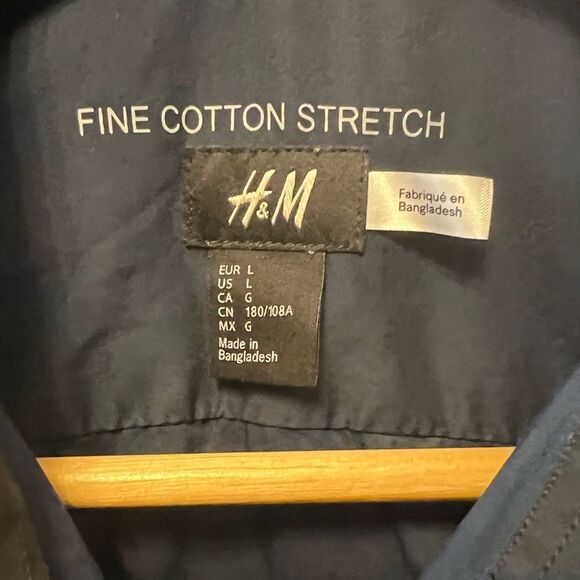 FINE COTTON STRETCH
H&M
Fabriqué en
Bangladesh
EUR L
US L
CA G
CN 180/108A
MX G
Made in
Bangladesh